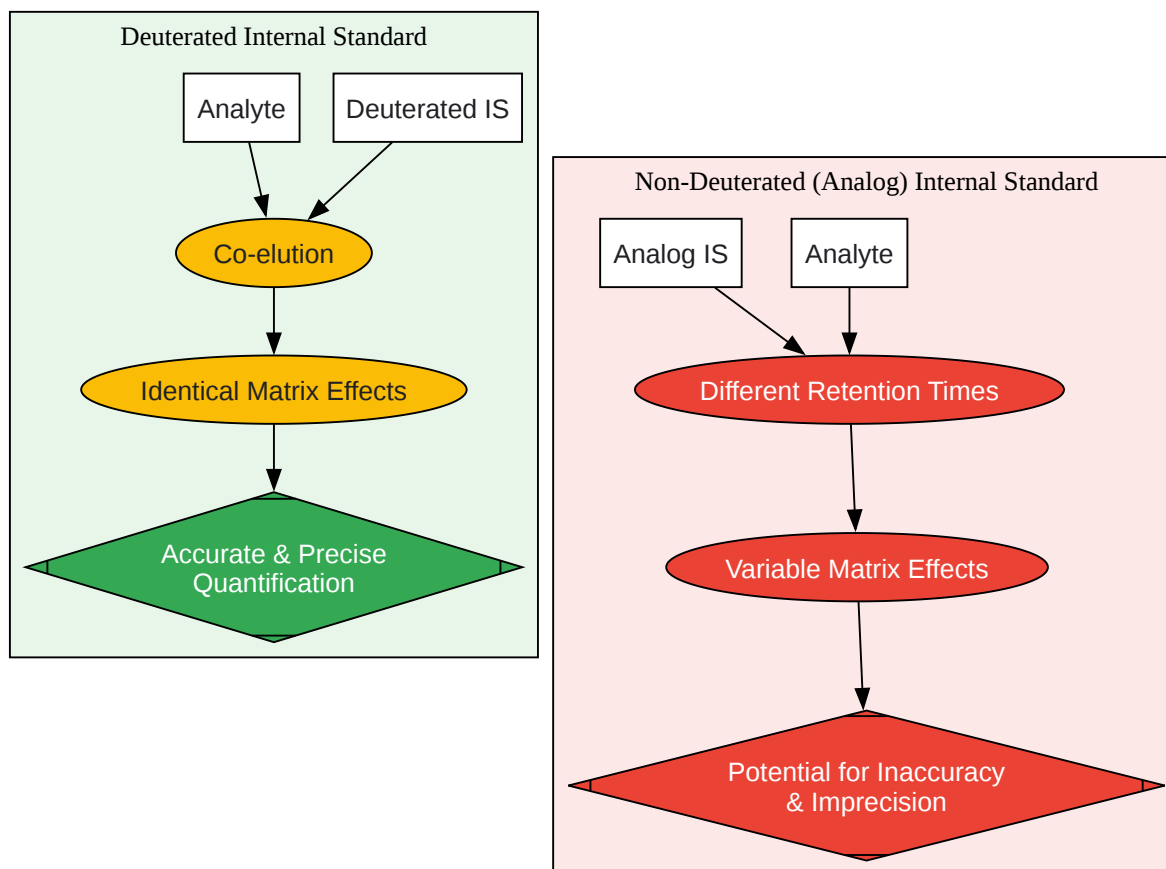 Deuterated Internal Standard
Analyte
Deuterated IS
Co-elution
Identical Matrix Effects
Accurate & Precise
Quantification
Non-Deuterated (Analog) Internal Standard
Analog IS
Analyte
Different Retention Times
Variable Matrix Effects
Potential for Inaccuracy
& Imprecision